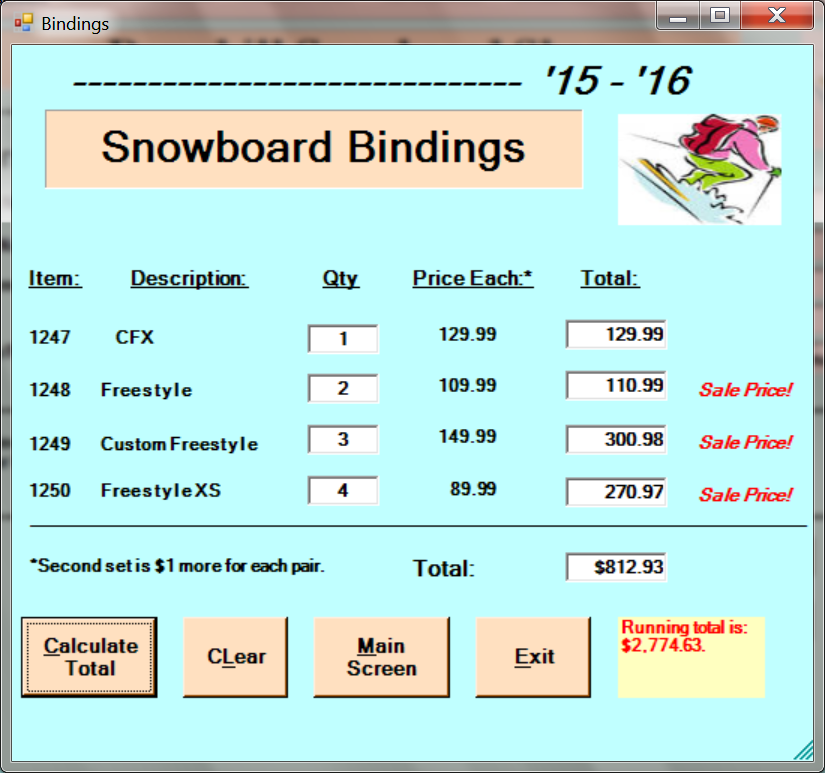 Bindings
------------------------------ '15 - '16
Snowboard Bindings
Item: Description: Qty Price Each:* Total:
1247 CFX 1 129.99 129.99
1248 Freestyle 2 109.99 110.99 Sale Price!
1249 Custom Freestyle 3 149.99 300.98 Sale Price!
1250 Freestyle XS 4 89.99 270.97 Sale Price!
*Second set is $1 more for each pair. Total: $812.93
Calculate
Total
CLear
Main
Screen
Exit
Running total is:
$2,774.63.